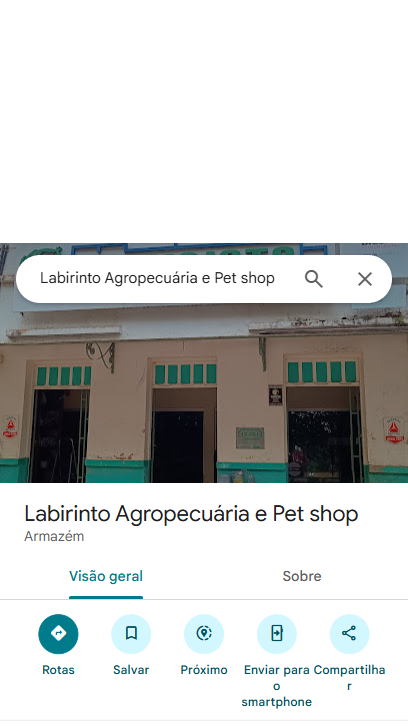 Labirinto Agropecuária e Pet shop
Labirinto Agropecuária e Pet shop
Armazém
Visão geral
Sobre
Rotas
Salvar
Próximo
Enviar para o smartphone
Compartilhar